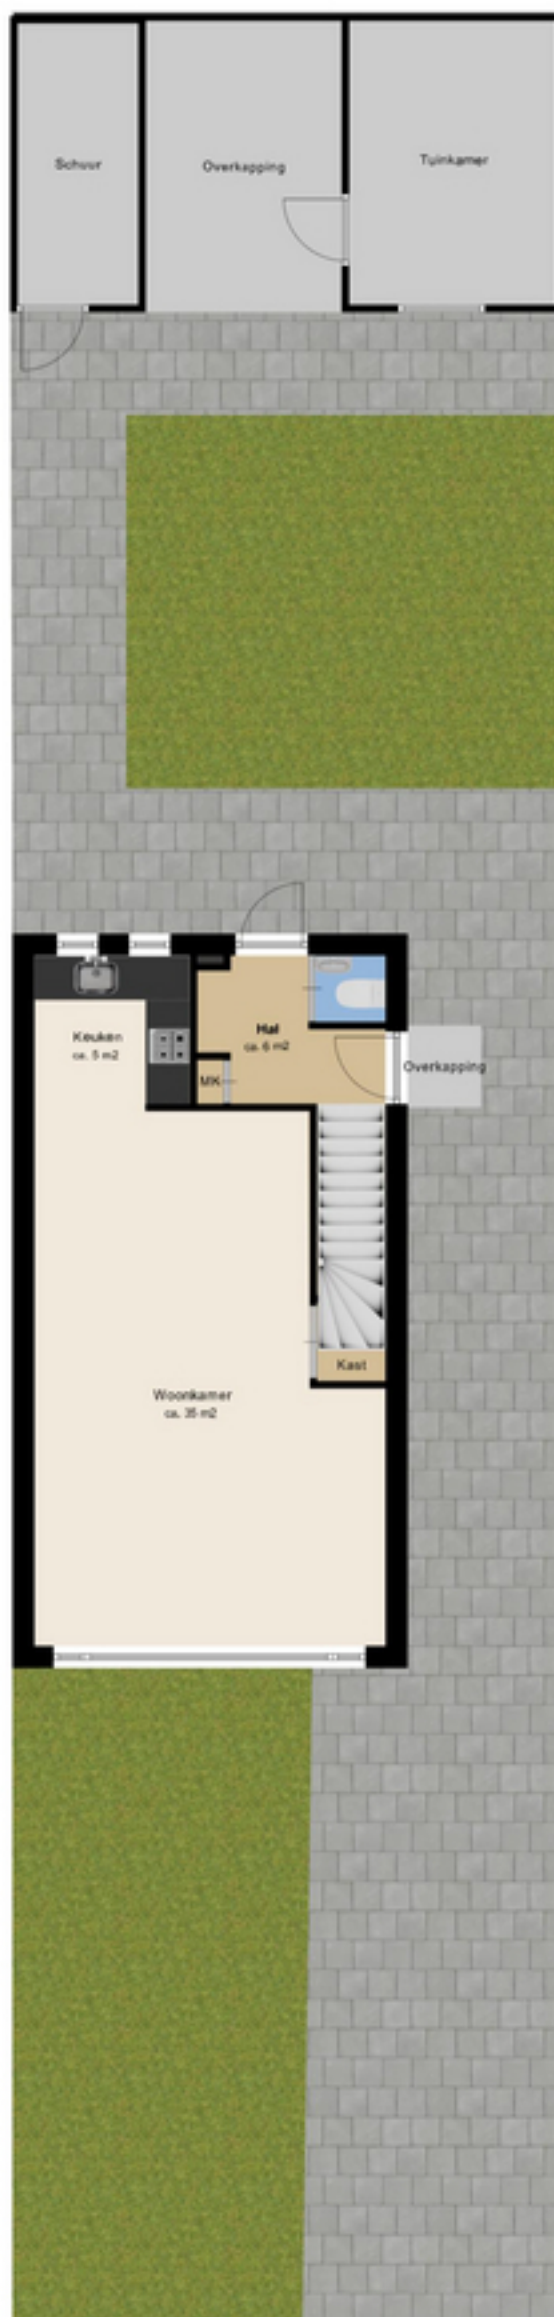 Schuur
Overkapping
Tuinkamer
Keuken
ca. 5 m2
Hal
ca. 6 m2
MK
Overkapping
Kast
Woonkamer
ca. 35 m2